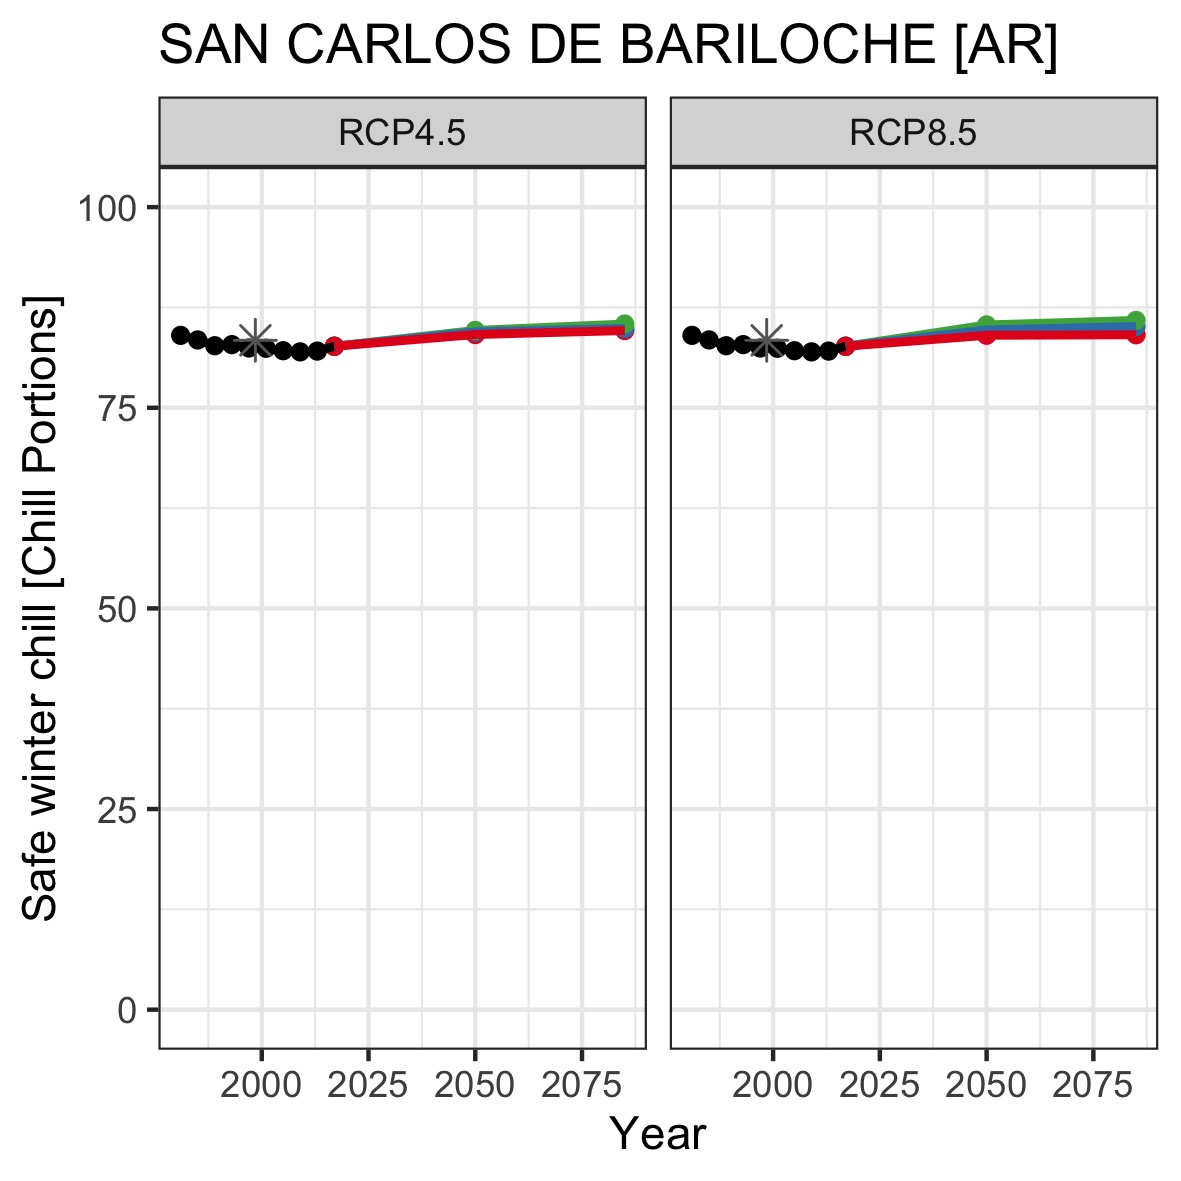 SAN CARLOS DE BARILOCHE [AR]
RCP4.5 RCP8.5
100
75
50
25
0
Safe winter chill [Chill Portions]
2000 2025 2050 2075 2000 2025 2050 2075
Year